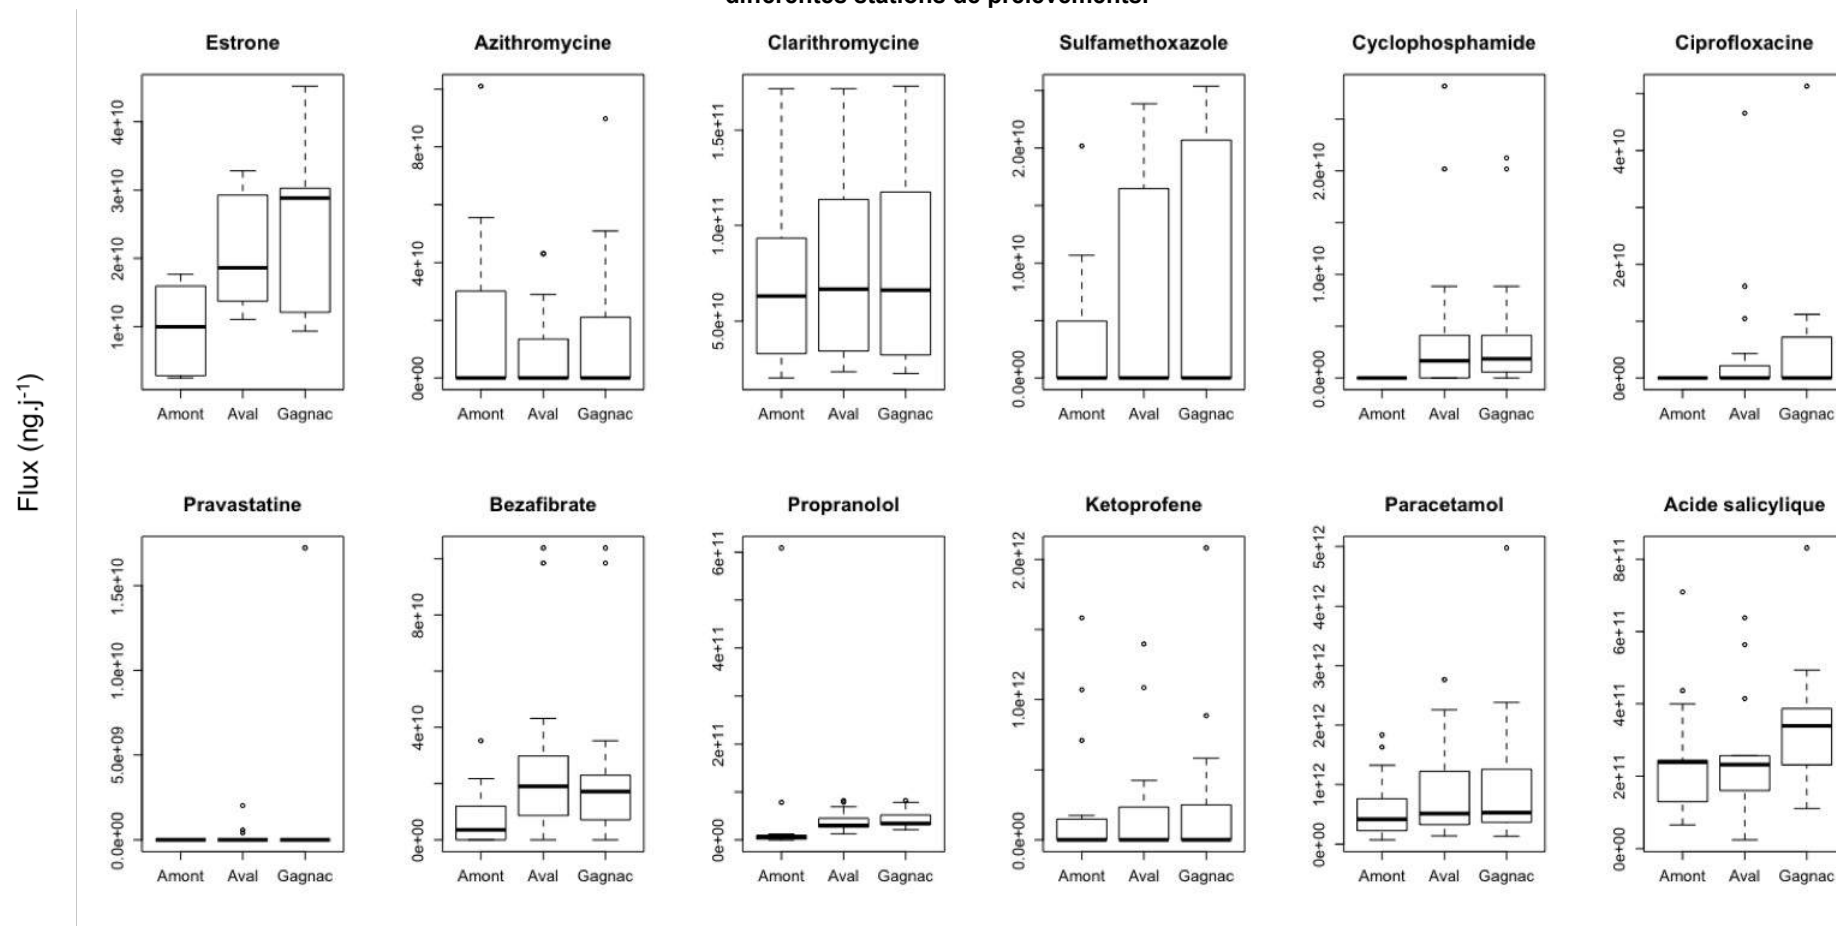 différentes stations de prélèvements.
Flux (ng.j-1)
Estrone
4e+10
3e+10
2e+10
1e+10
Amont Aval Gagnac
Azithromycine
8e+10
4e+10
0e+00
Amont Aval Gagnac
Clarithromycine
1.5e+11
1.0e+11
5.0e+10
Amont Aval Gagnac
Sulfamethoxazole
2.0e+10
1.0e+10
0.0e+00
Amont Aval Gagnac
Cyclophosphamide
2.0e+10
1.0e+10
0.0e+00
Amont Aval Gagnac
Ciprofloxacine
4e+10
2e+10
0e+00
Amont Aval Gagnac
Pravastatine
1.5e+10
1.0e+10
5.0e+09
0.0e+00
Amont Aval Gagnac
Bezafibrate
8e+10
4e+10
0e+00
Amont Aval Gagnac
Propranolol
6e+11
4e+11
2e+11
0e+00
Amont Aval Gagnac
Ketoprofene
2.0e+12
1.0e+12
0.0e+00
Amont Aval Gagnac
Paracetamol
5e+12
4e+12
3e+12
2e+12
1e+12
0e+00
Amont Aval Gagnac
Acide salicylique
8e+11
6e+11
4e+11
2e+11
0e+00
Amont Aval Gagnac